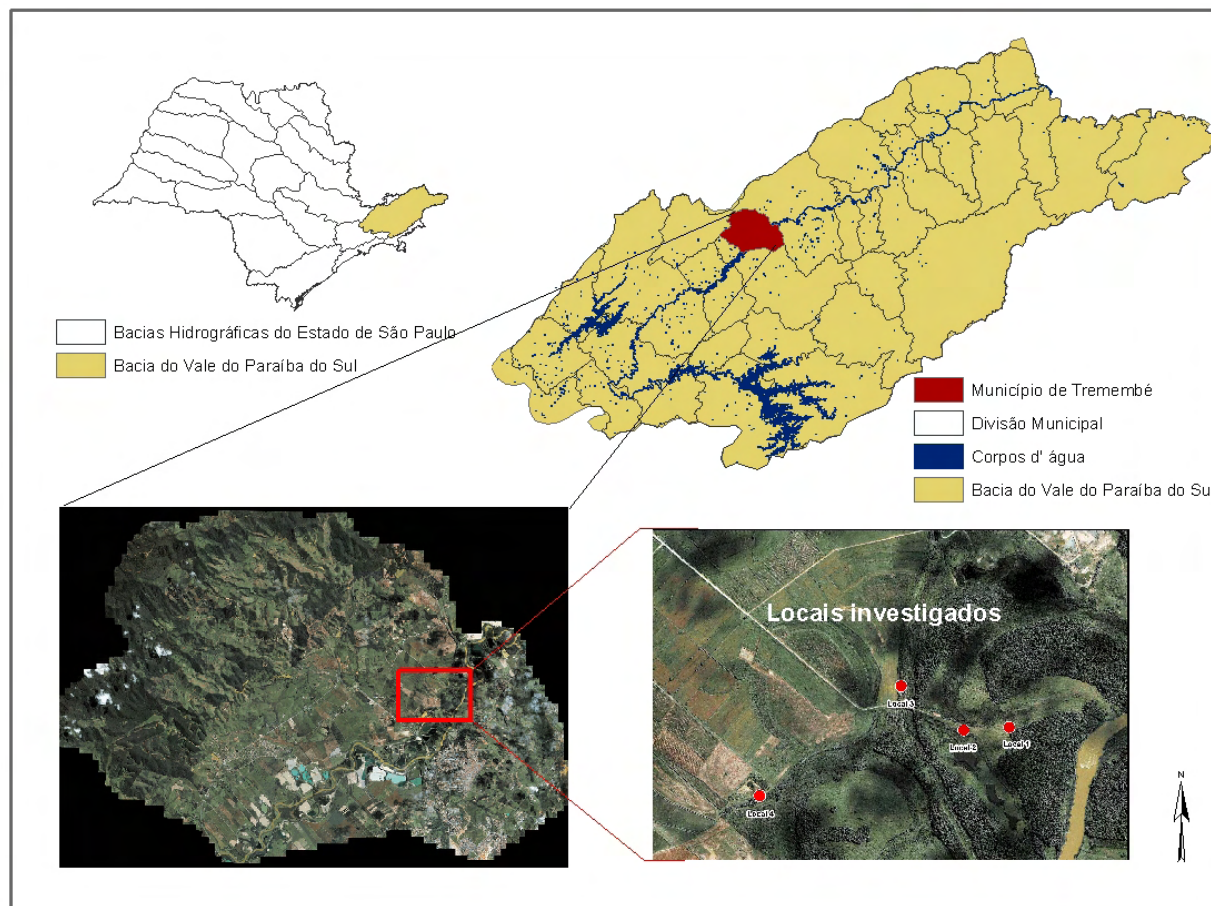 Bacias Hidrográficas do Estado de São Paulo
Bacia do Vale do Paraíba do Sul
Município de Tremembé
Divisão Municipal
Corpos d' água
Bacia do Vale do Paraíba do Su
Locais investigados
Local 3
Local 2
Local 1
Local 4
N